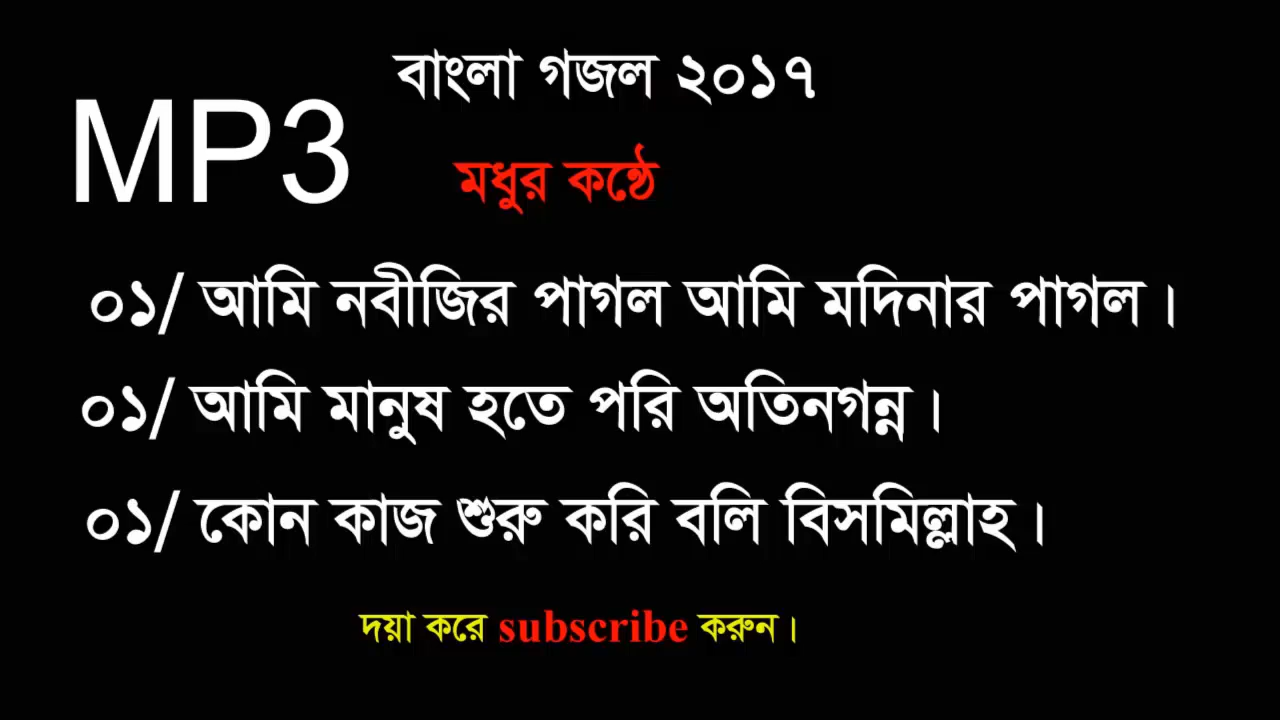 বাংলা গজল ২০১৭
MP3
মধুর কন্ঠে
০১/ আমি নবীজির পাগল আমি মদিনার পাগল।
০১/ আমি মানুষ হতে পরি অতিনগন্ন।
০১/ কোন কাজ শুরু করি বলি বিসমিল্লাহ।
দয়া করে subscribe করুন।